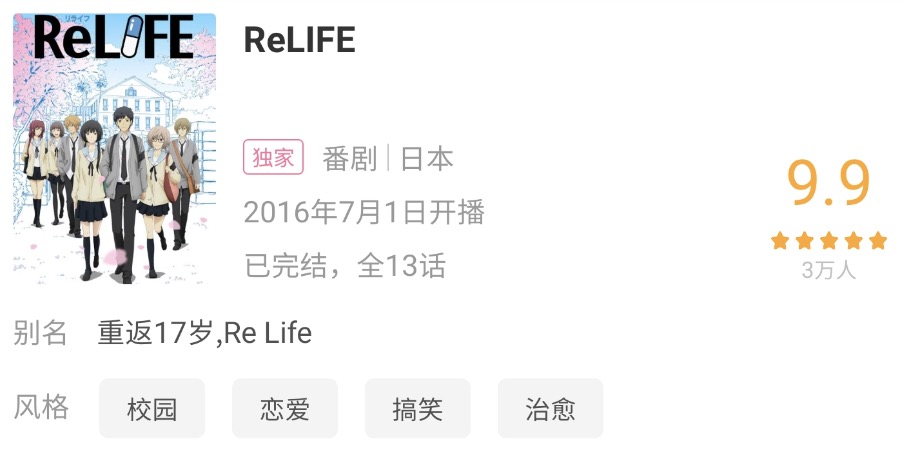 リライフ
ReLIFE
ReLIFE
独家 番剧 | 日本
2016年7月1日开播
已完结，全13话
9.9
3万人
别名 重返17岁,Re Life
风格 校园 恋爱 搞笑 治愈